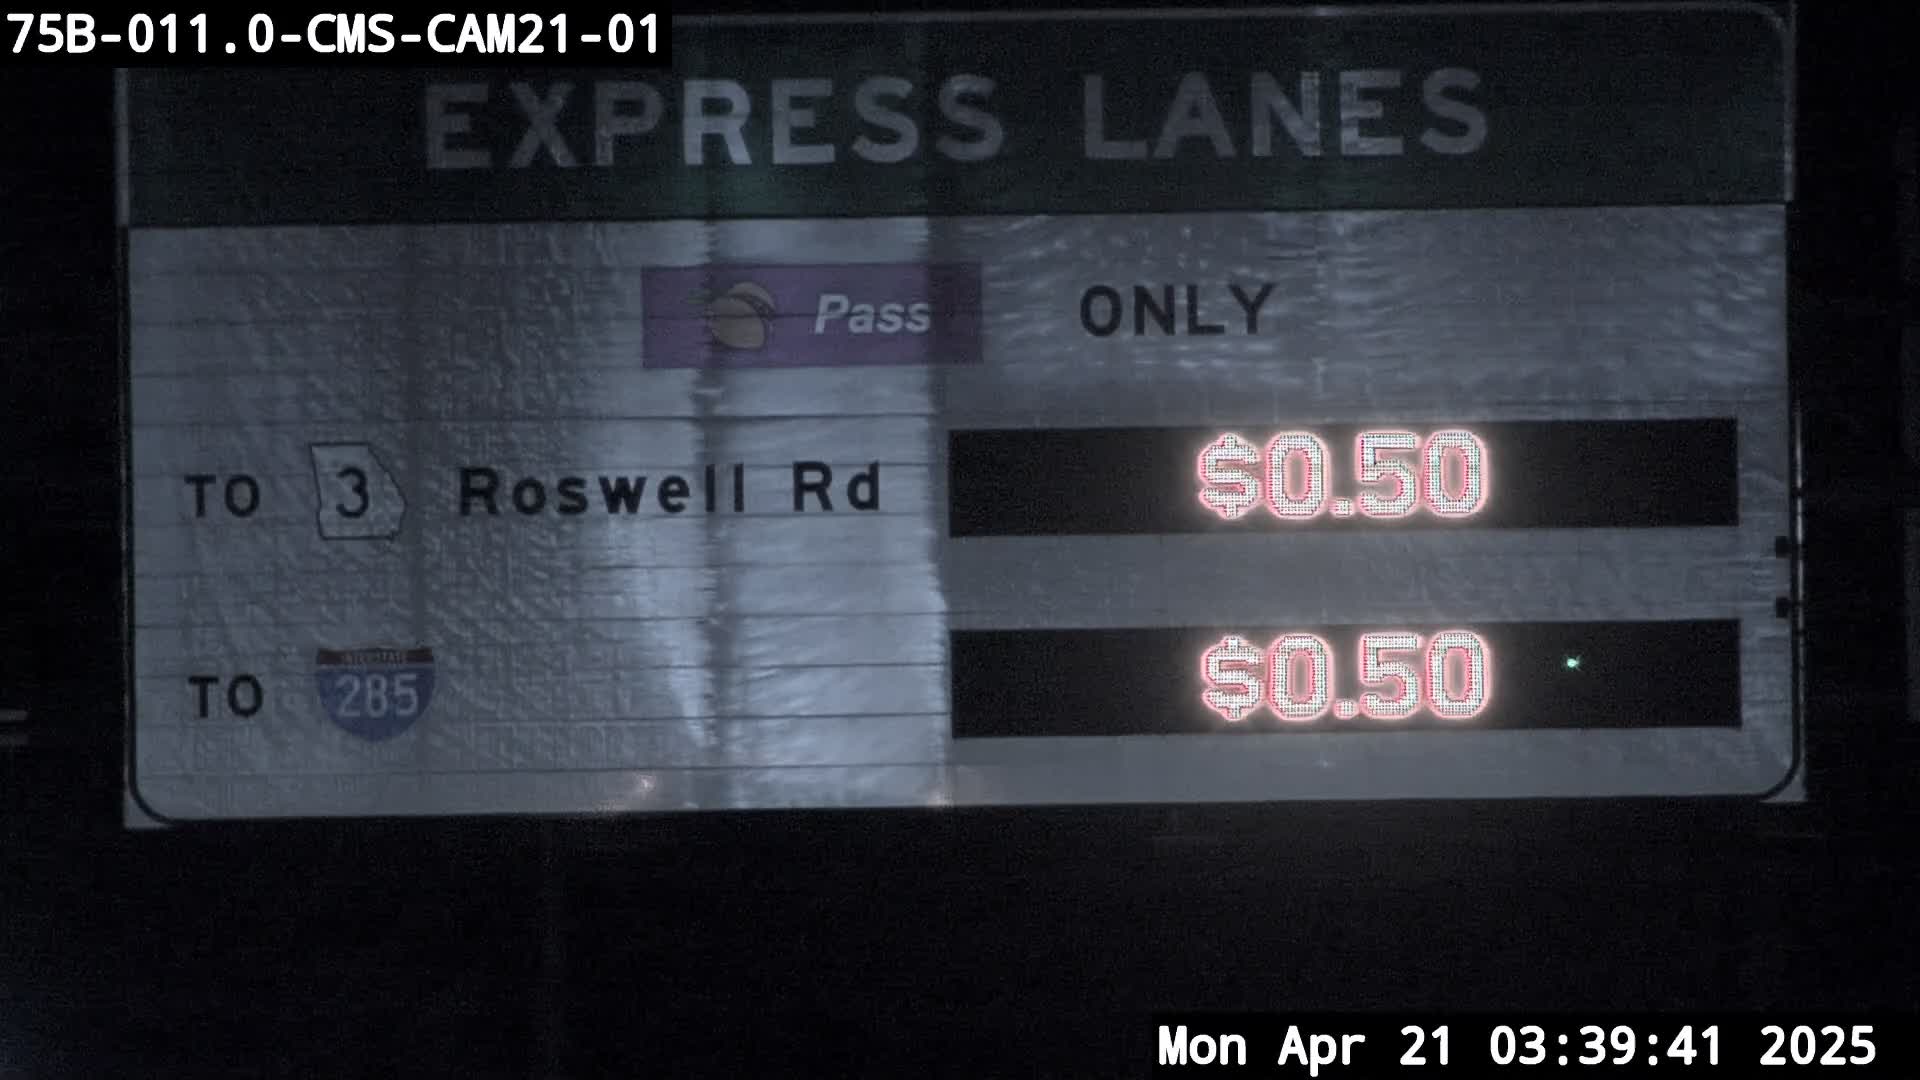 75B-011.0-CMS-CAM21-01
EXPRESS LANES
Pass ONLY
TO 3 Roswell Rd $0.50
TO INTERSTATE 285 $0.50
Mon Apr 21 03:39:41 2025